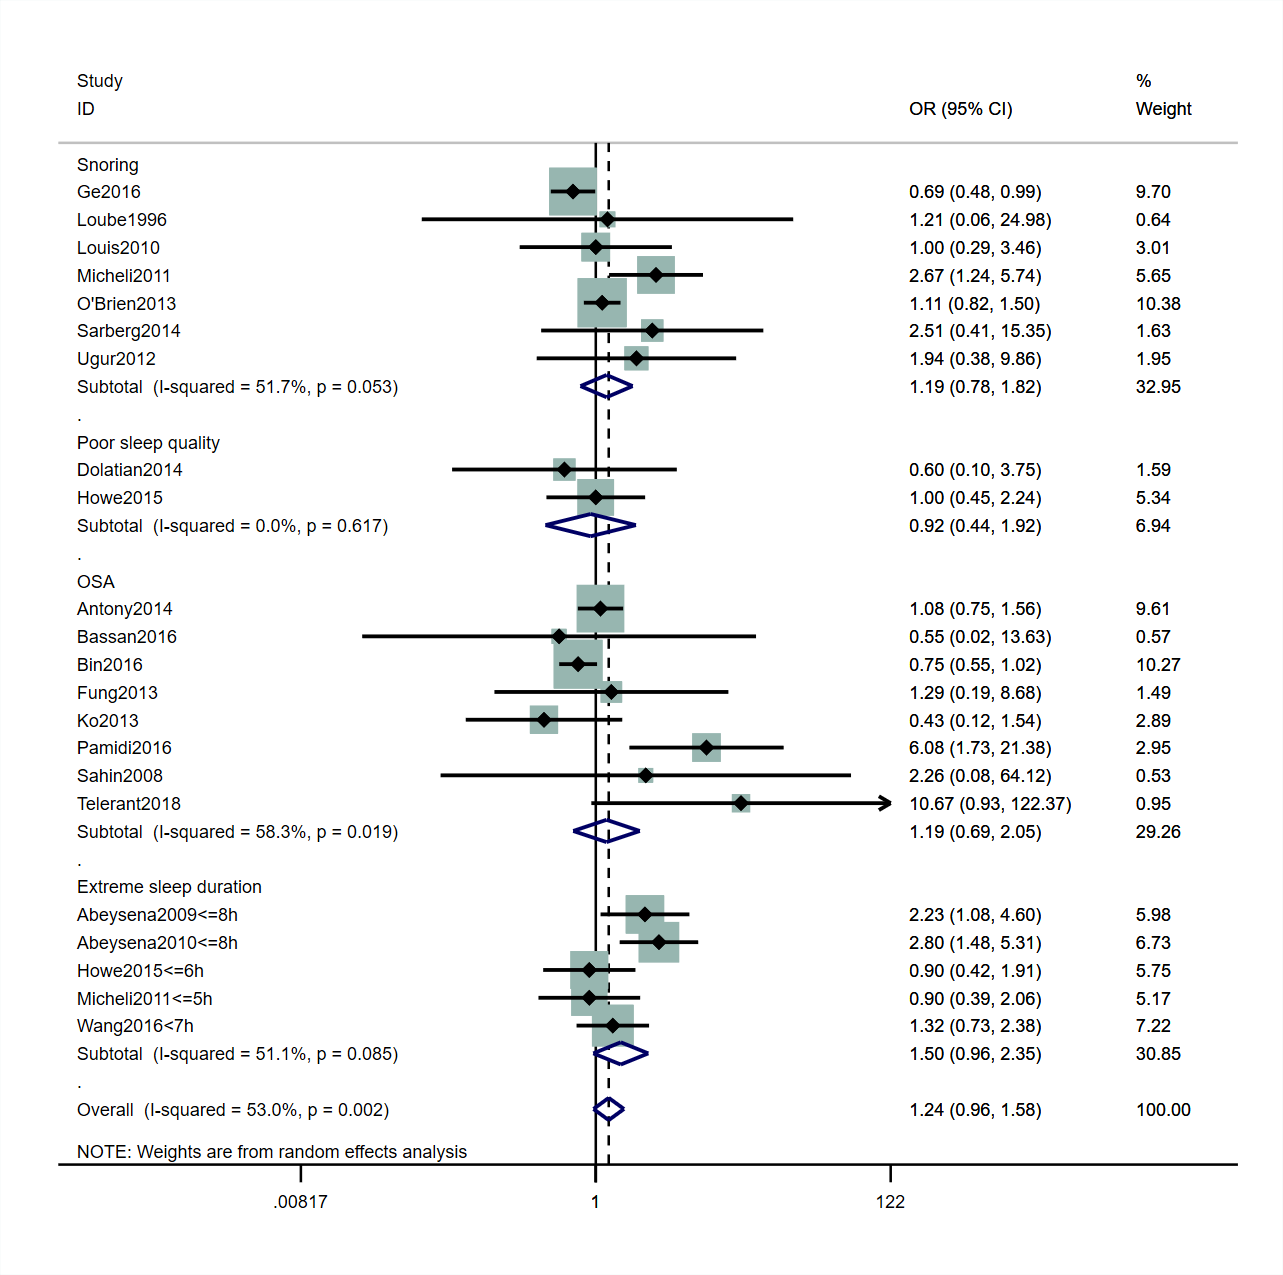 Study %
ID OR (95% CI) Weight
Snoring
Ge2016 0.69 (0.48, 0.99) 9.70
Loube1996 1.21 (0.06, 24.98) 0.64
Louis2010 1.00 (0.29, 3.46) 3.01
Micheli2011 2.67 (1.24, 5.74) 5.65
O'Brien2013 1.11 (0.82, 1.50) 10.38
Sarberg2014 2.51 (0.41, 15.35) 1.63
Ugur2012 1.94 (0.38, 9.86) 1.95
Subtotal (I-squared = 51.7%, p = 0.053) 1.19 (0.78, 1.82) 32.95
.
Poor sleep quality
Dolatian2014 0.60 (0.10, 3.75) 1.59
Howe2015 1.00 (0.45, 2.24) 5.34
Subtotal (I-squared = 0.0%, p = 0.617) 0.92 (0.44, 1.92) 6.94
.
OSA
Antony2014 1.08 (0.75, 1.56) 9.61
Bassan2016 0.55 (0.02, 13.63) 0.57
Bin2016 0.75 (0.55, 1.02) 10.27
Fung2013 1.29 (0.19, 8.68) 1.49
Ko2013 0.43 (0.12, 1.54) 2.89
Pamidi2016 6.08 (1.73, 21.38) 2.95
Sahin2008 2.26 (0.08, 64.12) 0.53
Telerant2018 10.67 (0.93, 122.37) 0.95
Subtotal (I-squared = 58.3%, p = 0.019) 1.19 (0.69, 2.05) 29.26
.
Extreme sleep duration
Abeysena2009<=8h 2.23 (1.08, 4.60) 5.98
Abeysena2010<=8h 2.80 (1.48, 5.31) 6.73
Howe2015<=6h 0.90 (0.42, 1.91) 5.75
Micheli2011<=5h 0.90 (0.39, 2.06) 5.17
Wang2016<7h 1.32 (0.73, 2.38) 7.22
Subtotal (I-squared = 51.1%, p = 0.085) 1.50 (0.96, 2.35) 30.85
.
Overall (I-squared = 53.0%, p = 0.002) 1.24 (0.96, 1.58) 100.00
NOTE: Weights are from random effects analysis
.00817 1 122